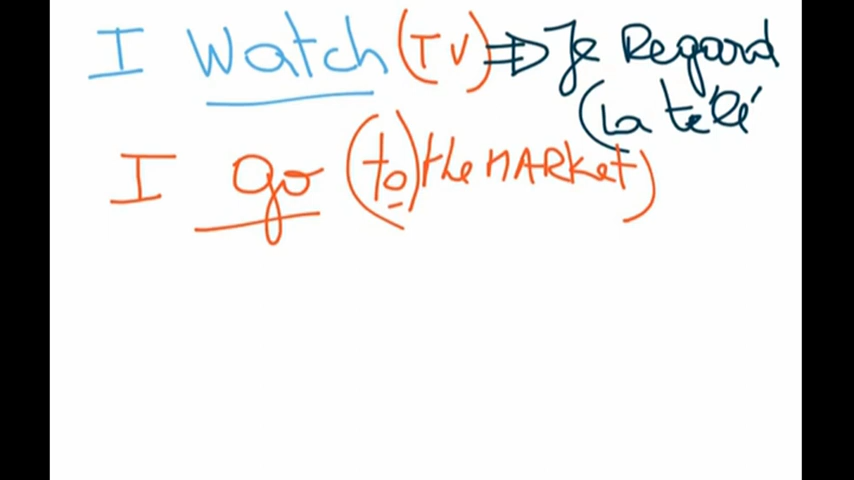 I Watch (TV) ⇒ Je Regard
(La télé
I go (to) the MARKet)